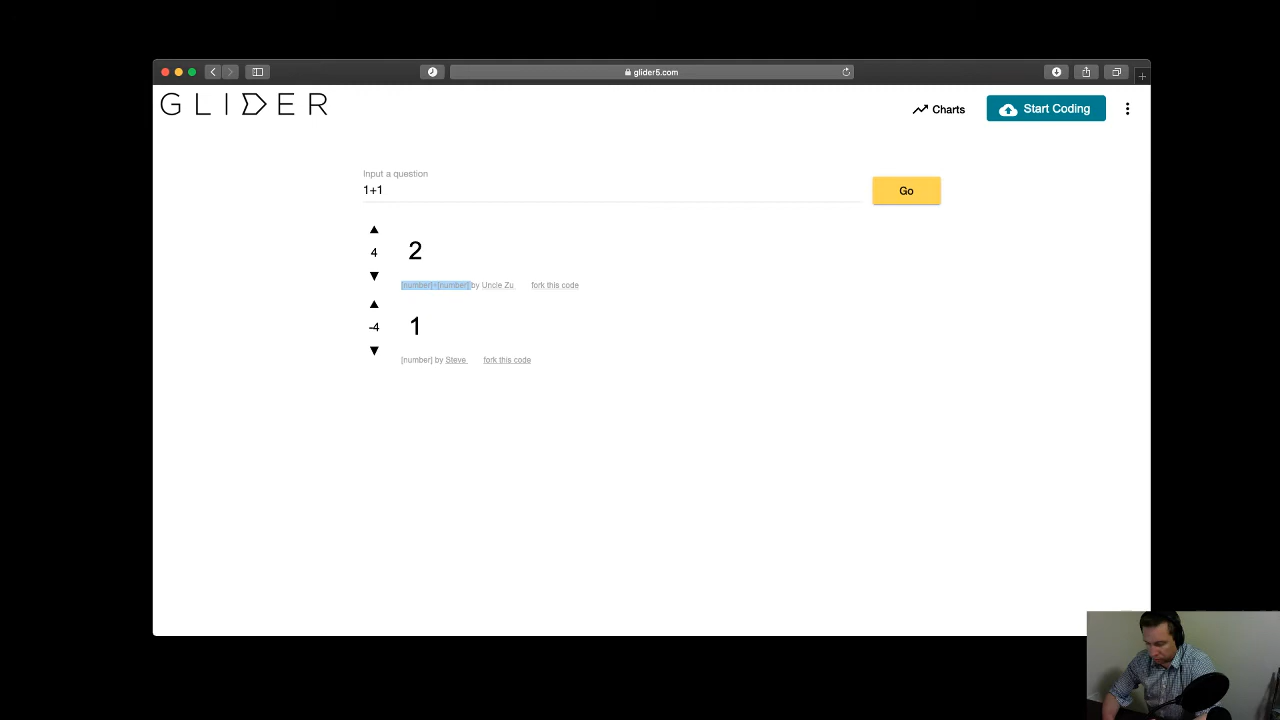 glider5.com
GLIDER
Charts
Start Coding
Input a question
1+1
Go
4
2
[number]+[number] by Uncle Zu fork this code
-4
1
[number] by Steve fork this code